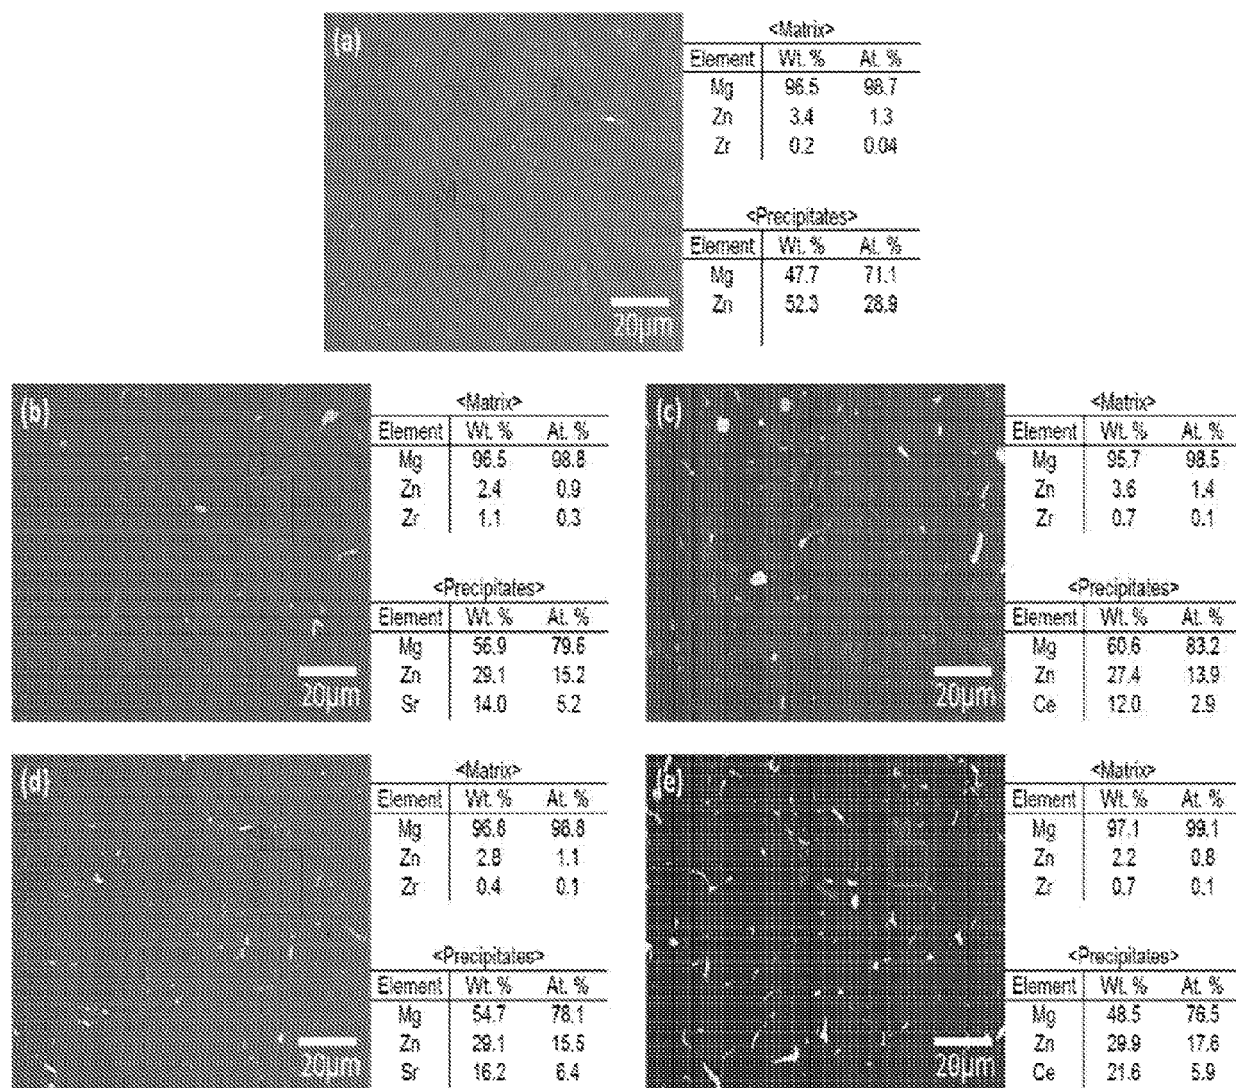 (a)
<Matrix>
Element Wt. % At. %
Mg 96.5 98.7
Zn 3.4 1.3
Zr 0.2 0.04
<Precipitates>
Element Wt. % At. %
Mg 47.7 71.1
Zn 52.3 28.9
20μm
(b)
<Matrix>
Element Wt. % At. %
Mg 96.5 98.8
Zn 2.4 0.9
Zr 1.1 0.3
<Precipitates>
Element Wt. % At. %
Mg 56.9 79.6
Zn 29.1 15.2
Sr 14.0 5.2
20μm
(c)
<Matrix>
Element Wt. % At. %
Mg 95.7 98.5
Zn 3.6 1.4
Zr 0.7 0.1
<Precipitates>
Element Wt. % At. %
Mg 60.6 83.2
Zn 27.4 13.9
Ce 12.0 2.9
20μm
(d)
<Matrix>
Element Wt. % At. %
Mg 96.8 98.8
Zn 2.8 1.1
Zr 0.4 0.1
<Precipitates>
Element Wt. % At. %
Mg 54.7 78.1
Zn 29.1 15.5
Sr 16.2 6.4
20μm
(e)
<Matrix>
Element Wt. % At. %
Mg 97.1 99.1
Zn 2.2 0.8
Zr 0.7 0.1
<Precipitates>
Element Wt. % At. %
Mg 48.5 76.5
Zn 29.9 17.6
Ce 21.6 5.9
20μm